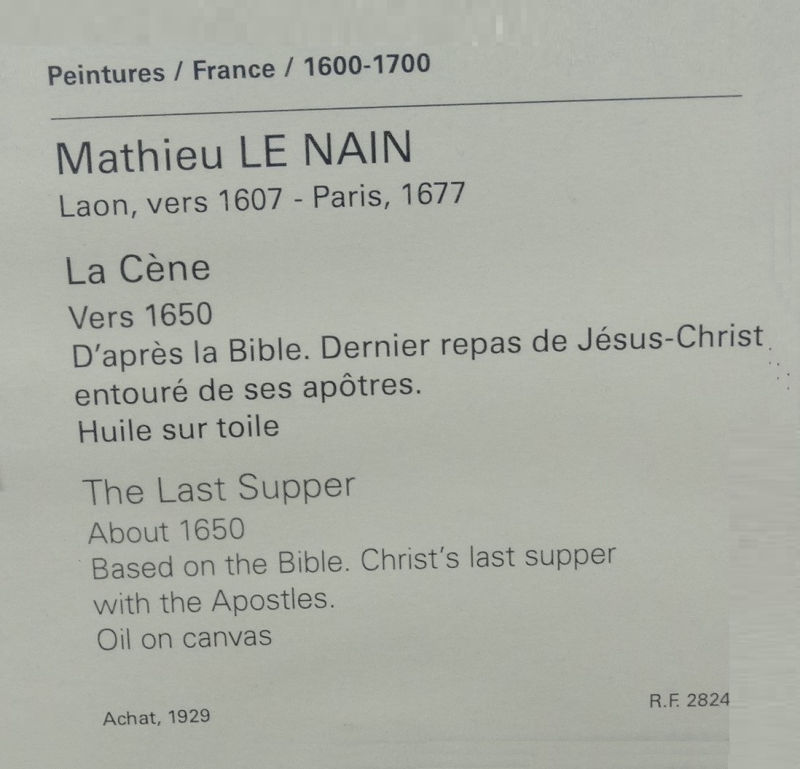 Peintures / France / 1600-1700
Mathieu LE NAIN
Laon, vers 1607 - Paris, 1677
La Cène
Vers 1650
D'après la Bible. Dernier repas de Jésus-Christ
entouré de ses apôtres.
Huile sur toile
The Last Supper
About 1650
Based on the Bible. Christ's last supper
with the Apostles.
Oil on canvas
Achat, 1929
R.F. 2824